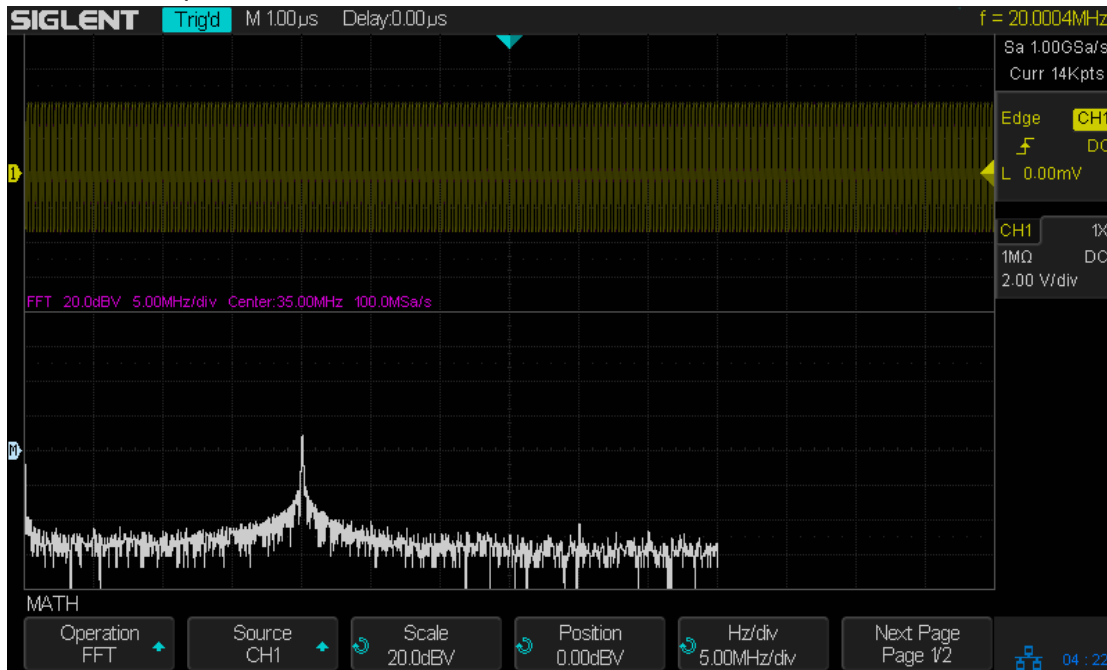 SIGLENT Trig'd M 1.00µs Delay:0.00µs f = 20.0004MHz
Sa 1.00GSa/s
Curr 14Kpts
Edge CH1
DC
L 0.00mV
1
CH1 1X
1MΩ DC
2.00 V/div
FFT 20.0dBV 5.00MHz/div Center:35.00MHz 100.0MSa/s
M
MATH
Operation
FFT
Source
CH1
Scale
20.0dBV
Position
0.00dBV
Hz/div
5.00MHz/div
Next Page
Page 1/2
04 : 22